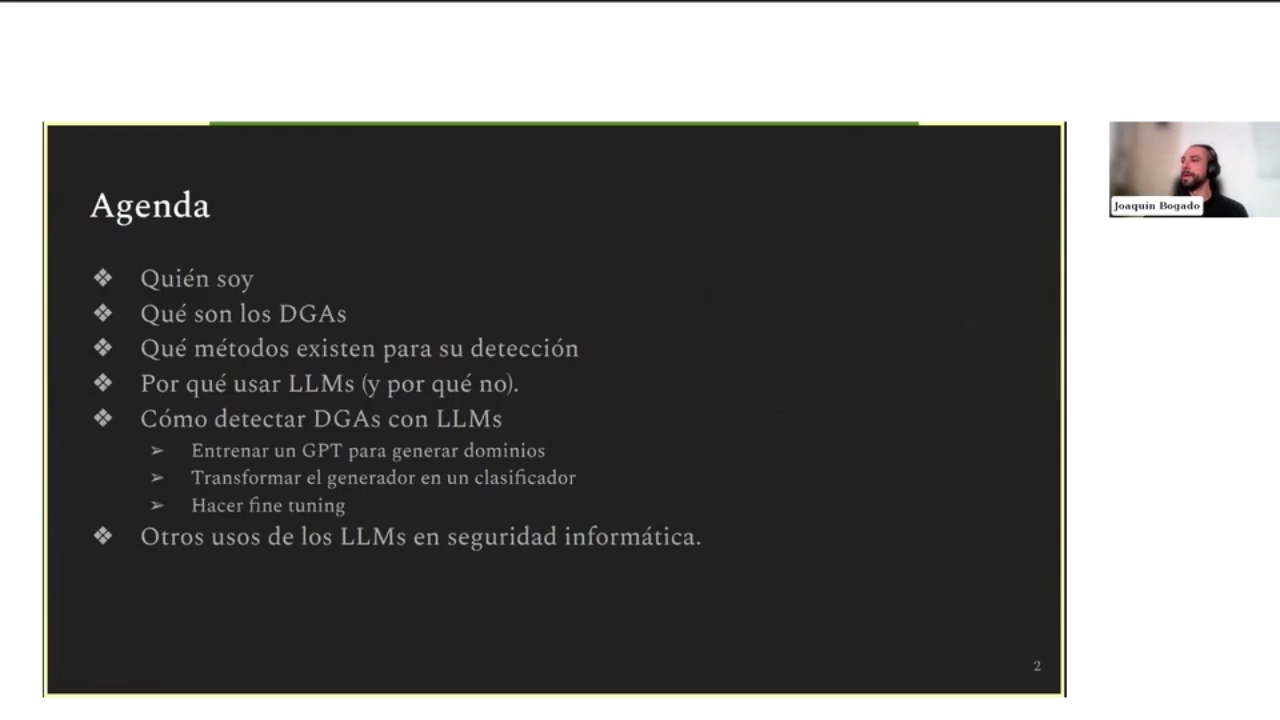 Agenda
❖ Quién soy
❖ Qué son los DGAs
❖ Qué métodos existen para su detección
❖ Por qué usar LLMs (y por qué no).
❖ Cómo detectar DGAs con LLMs
➢ Entrenar un GPT para generar dominios
➢ Transformar el generador en un clasificador
➢ Hacer fine tuning
❖ Otros usos de los LLMs en seguridad informática.
2
Joaquín Bogado